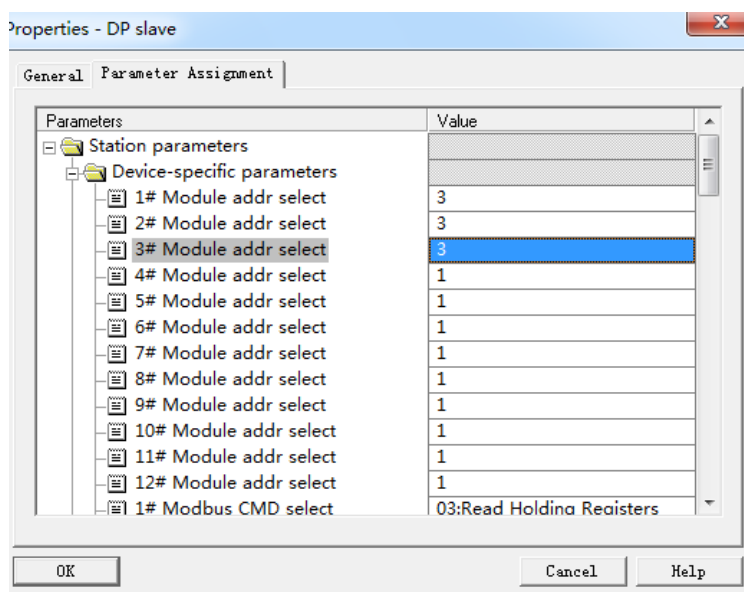 Properties - DP slave
General Parameter Assignment
Parameters Value
Station parameters
Device-specific parameters
1# Module addr select 3
2# Module addr select 3
3# Module addr select 3
4# Module addr select 1
5# Module addr select 1
6# Module addr select 1
7# Module addr select 1
8# Module addr select 1
9# Module addr select 1
10# Module addr select 1
11# Module addr select 1
12# Module addr select 1
1# Modbus CMD select 03:Read Holding Registers
OK Cancel Help